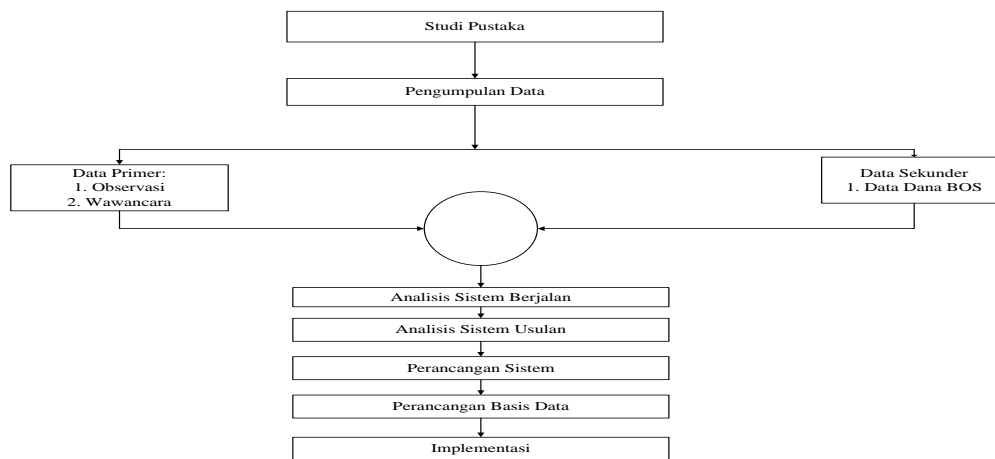 Studi Pustaka
Pengumpulan Data
Data Primer:
1. Observasi
2. Wawancara
Data Sekunder
1. Data Dana BOS
Analisis Sistem Berjalan
Analisis Sistem Usulan
Perancangan Sistem
Perancangan Basis Data
Implementasi